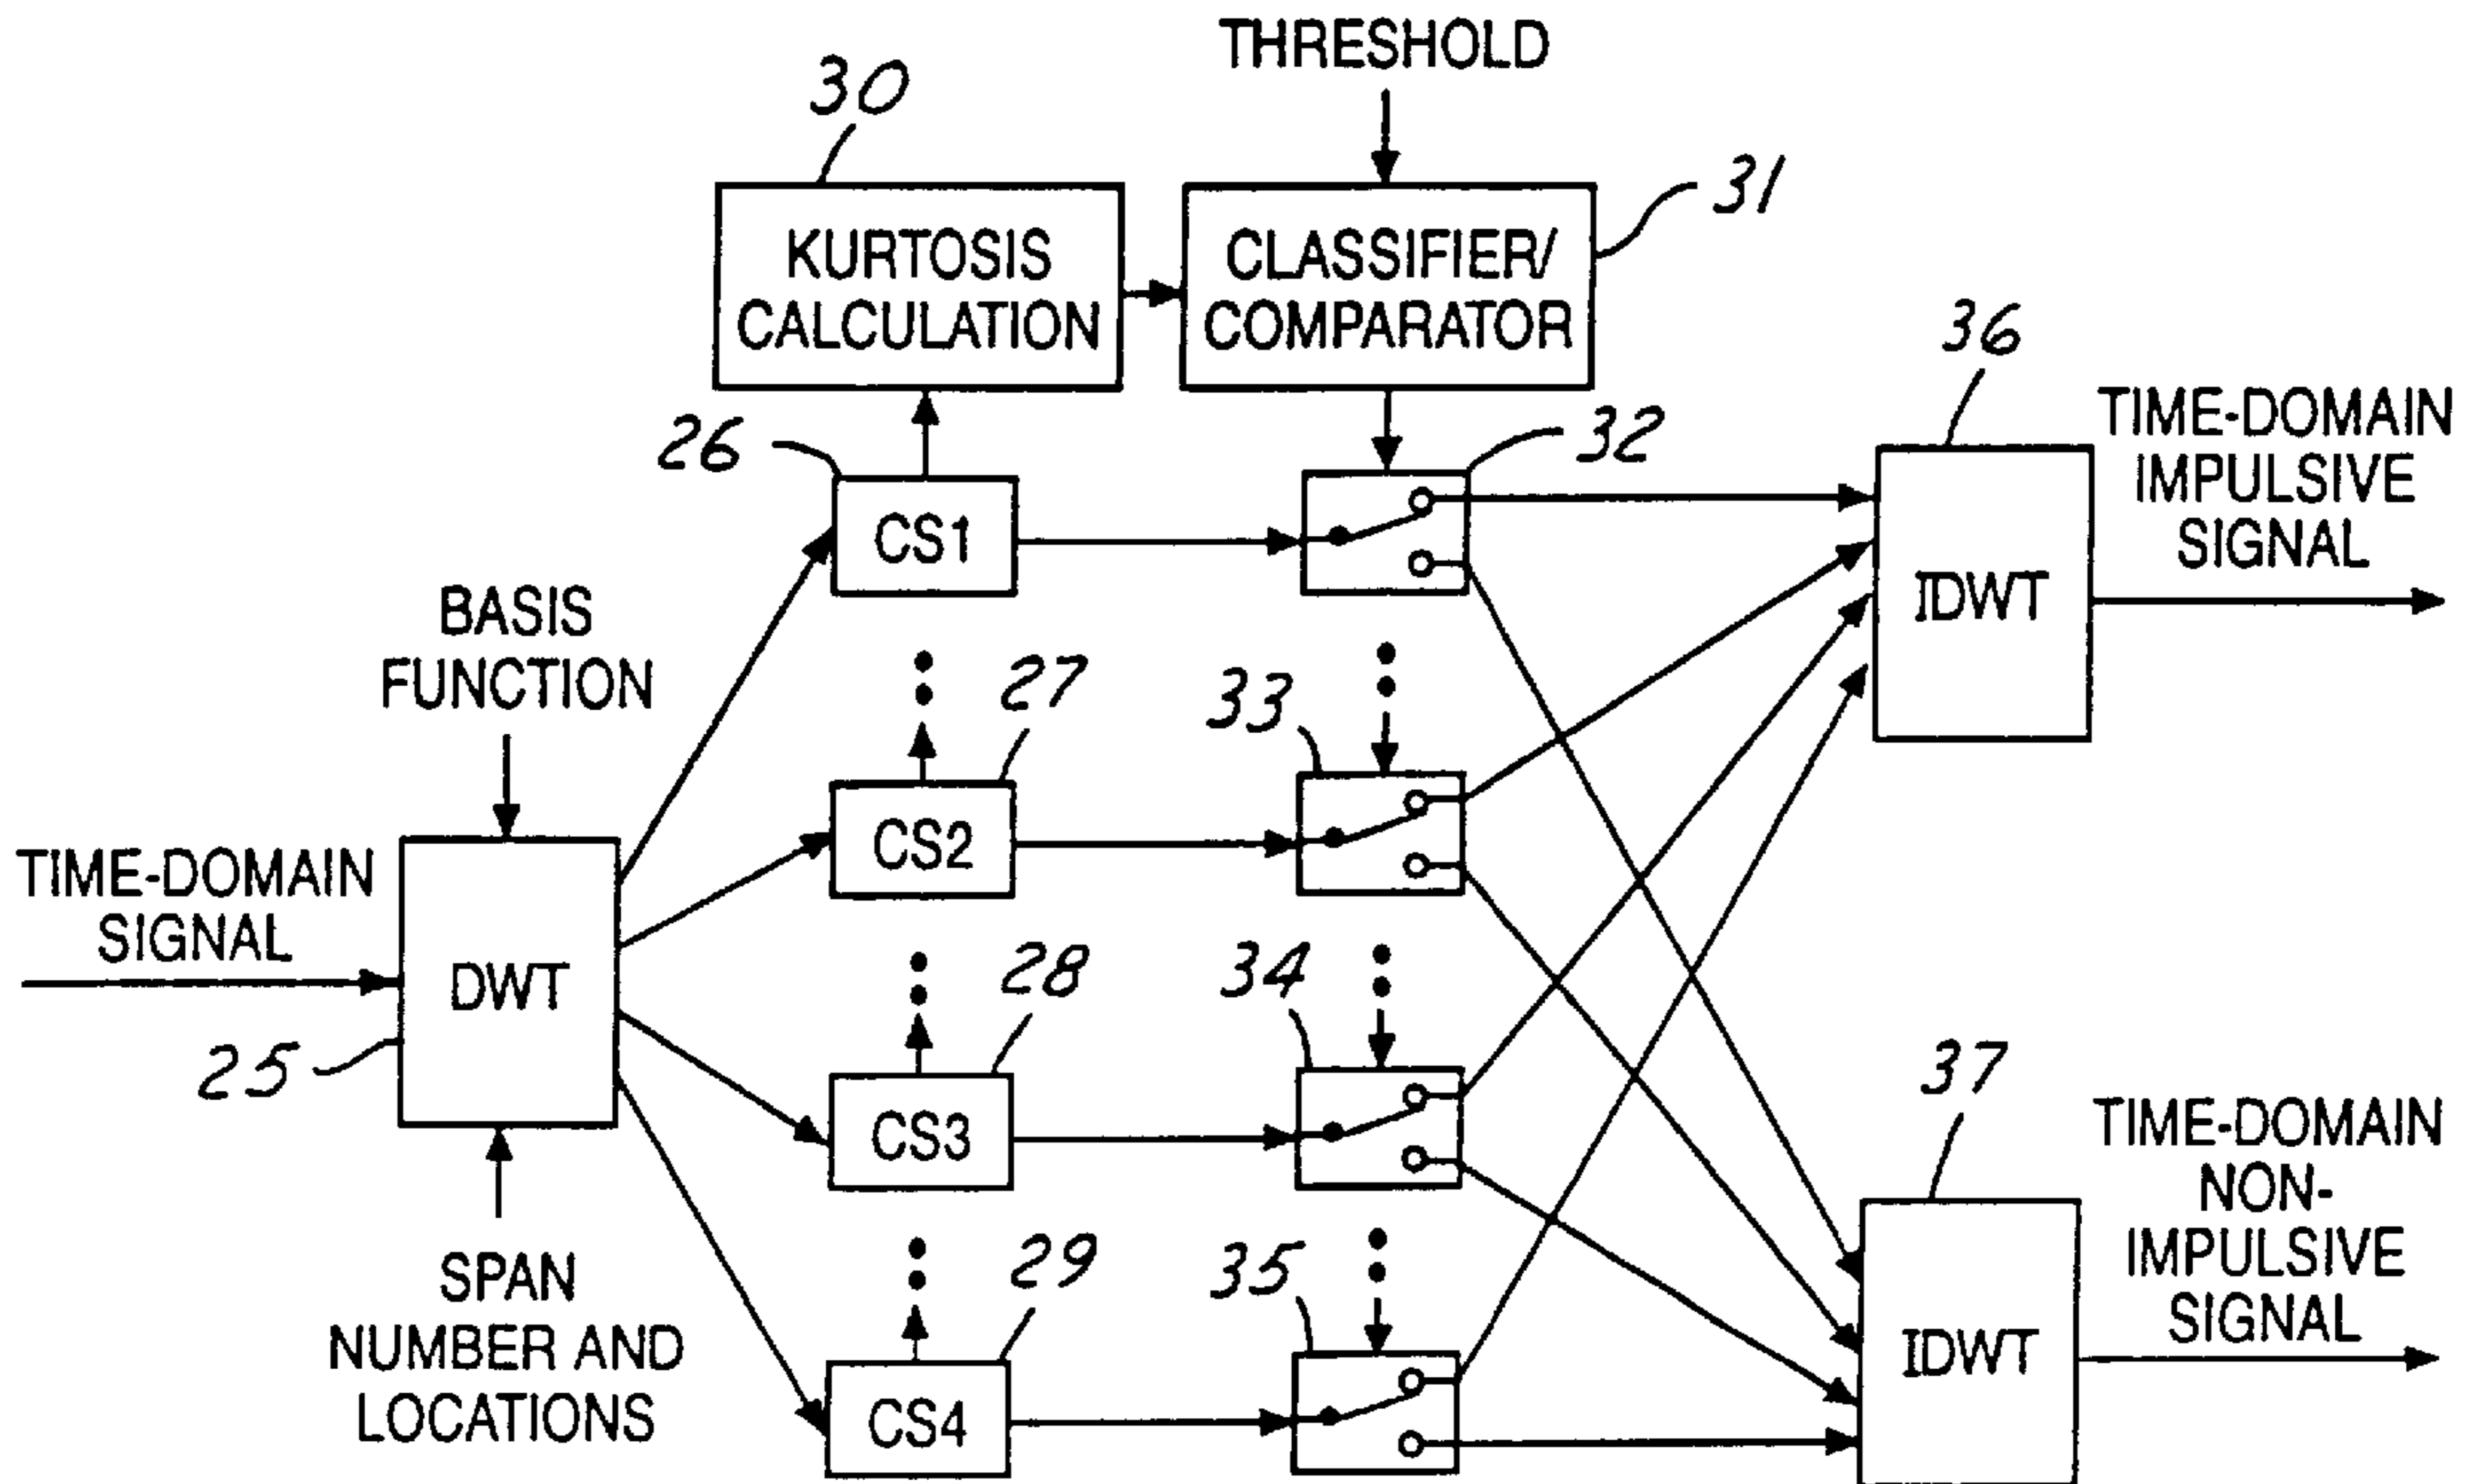 THRESHOLD
30
31
KURTOSIS
CALCULATION
CLASSIFIER/
COMPARATOR
36
TIME-DOMAIN
IMPULSIVE
SIGNAL
26
32
CS1
IDWT
BASIS
FUNCTION
27
33
CS2
TIME-DOMAIN
SIGNAL
DWT
25
28
34
CS3
37
TIME-DOMAIN
NON-
IMPULSIVE
SIGNAL
SPAN
NUMBER AND
LOCATIONS
29
35
IDWT
CS4